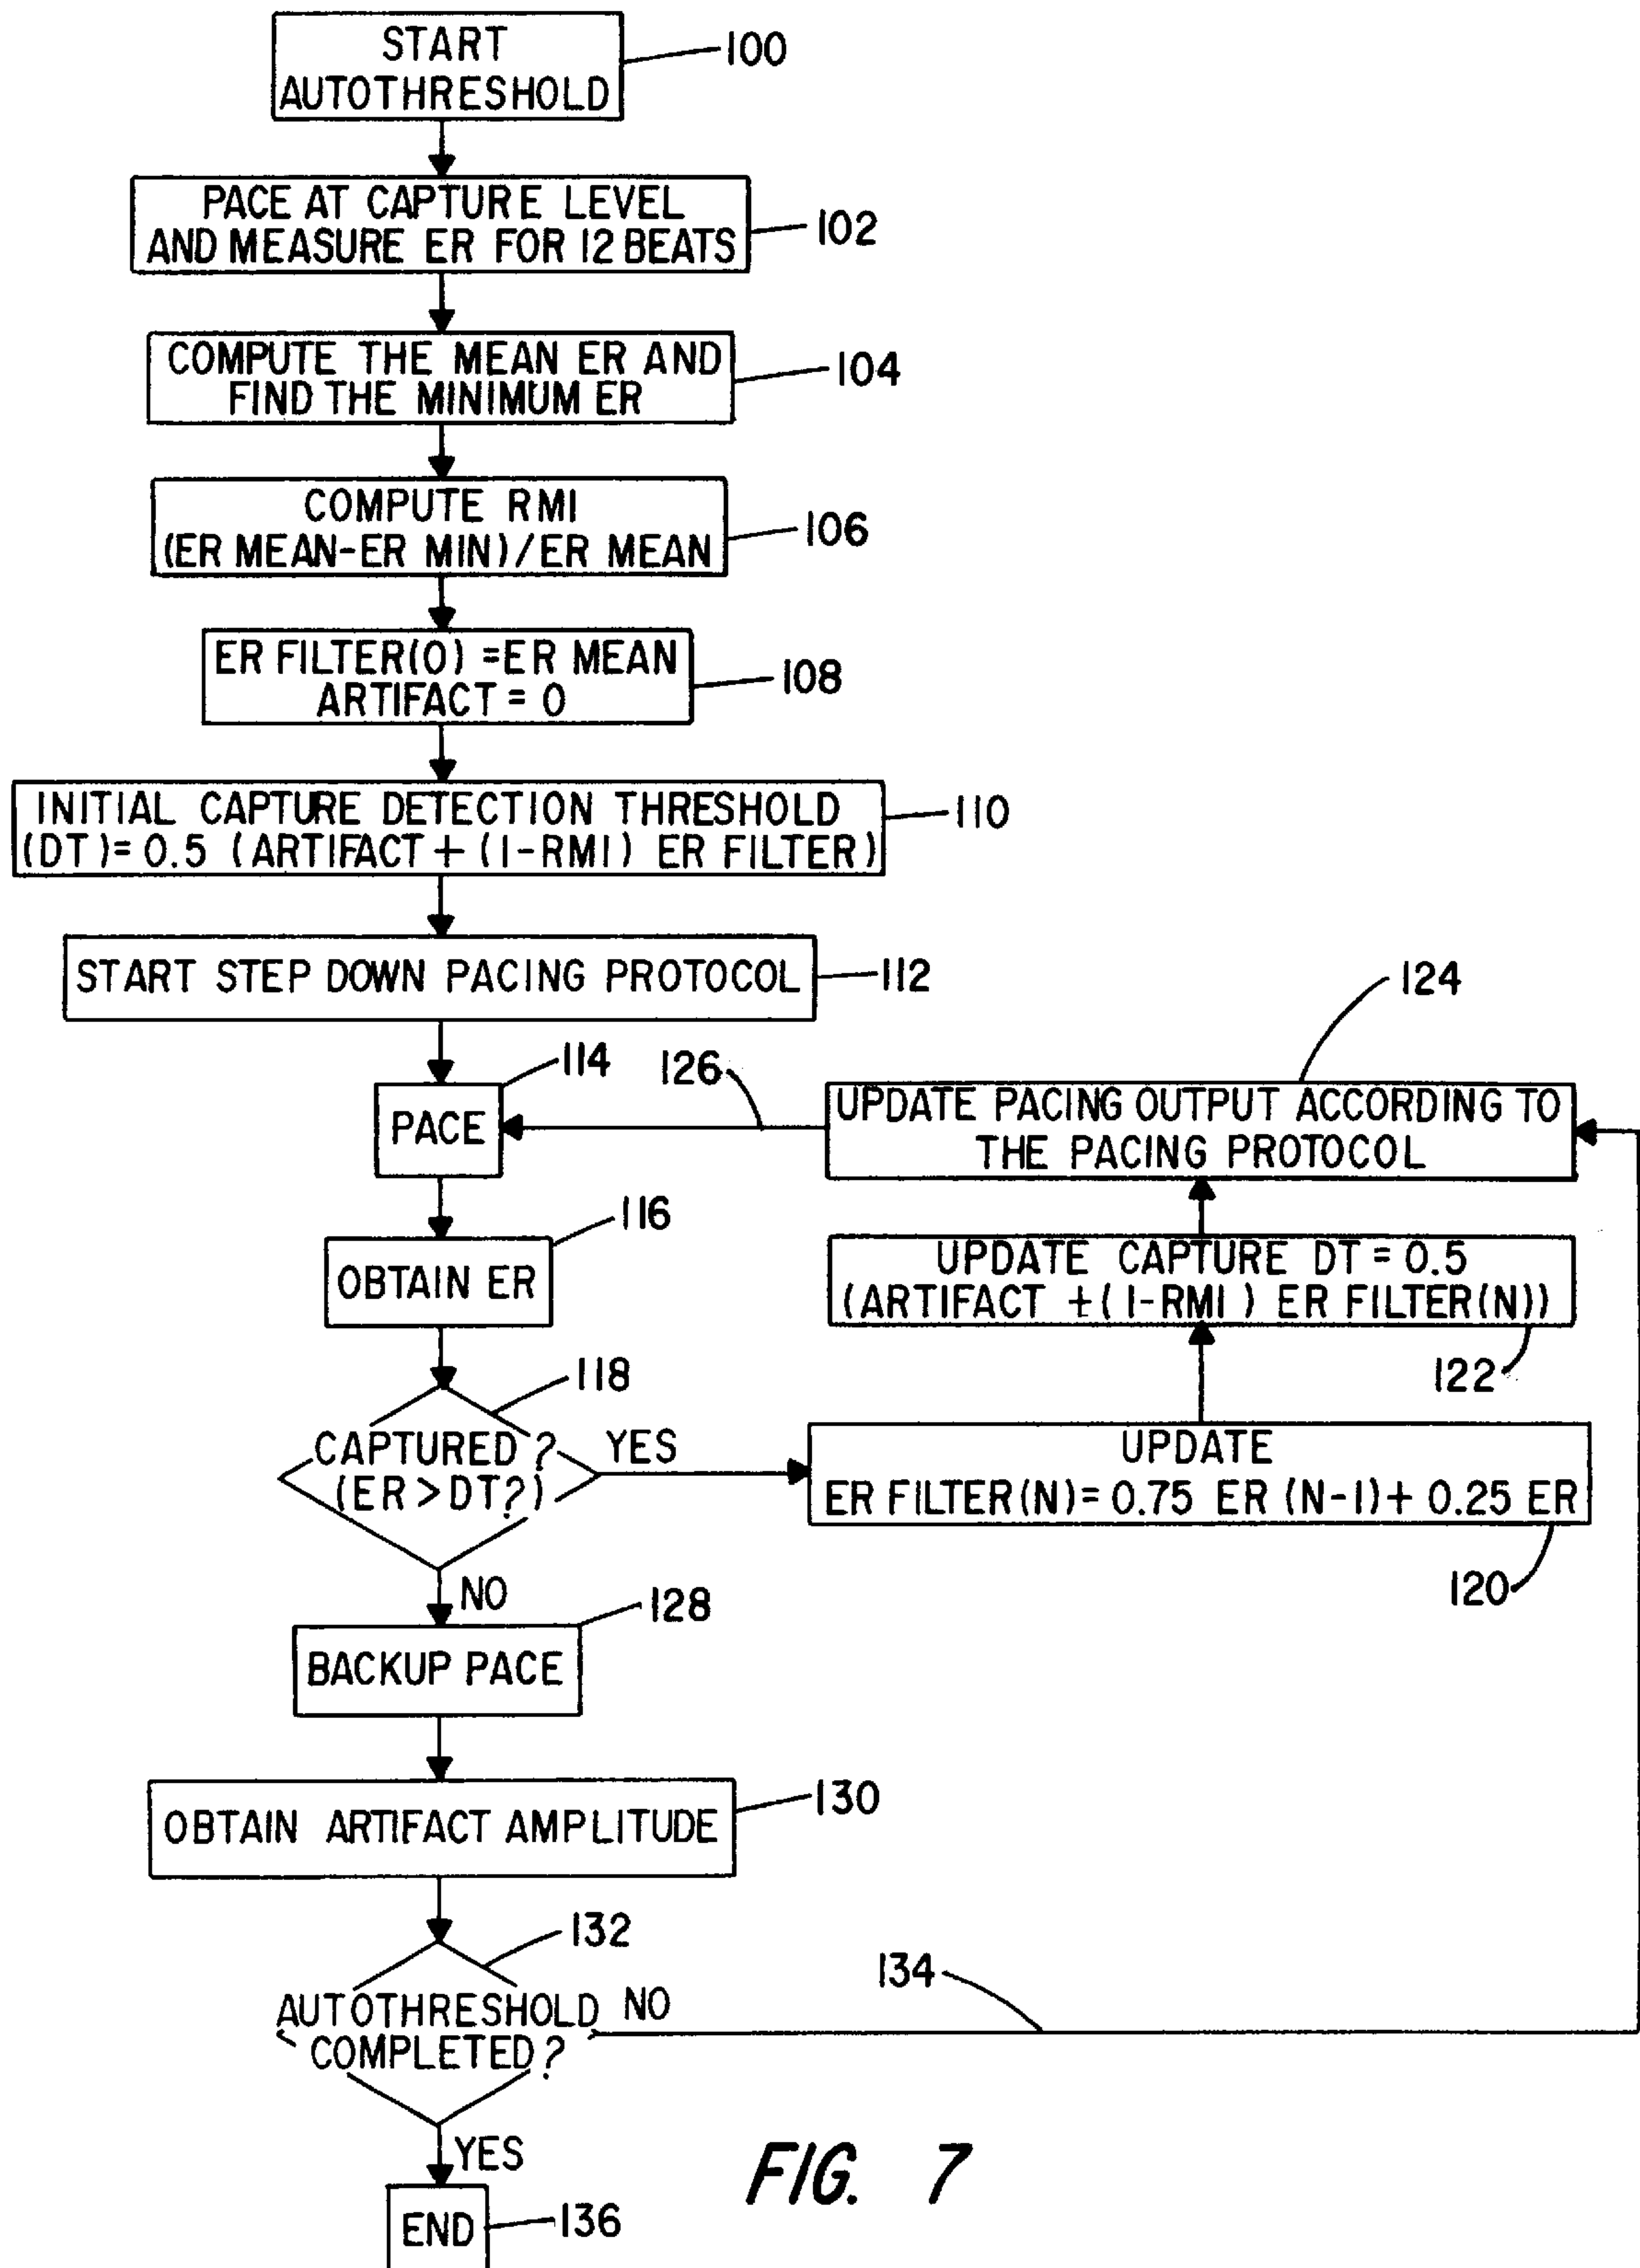 START
AUTOTHRESHOLD
100
PACE AT CAPTURE LEVEL
AND MEASURE ER FOR 12 BEATS
102
COMPUTE THE MEAN ER AND
FIND THE MINIMUM ER
104
COMPUTE RMI
(ER MEAN-ER MIN)/ER MEAN
106
ER FILTER(0) =ER MEAN
ARTIFACT = 0
108
INITIAL CAPTURE DETECTION THRESHOLD
(DT)= 0.5 (ARTIFACT + (1-RMI) ER FILTER)
110
START STEP DOWN PACING PROTOCOL
112
124
114
126
PACE
UPDATE PACING OUTPUT ACCORDING TO
THE PACING PROTOCOL
116
OBTAIN ER
UPDATE CAPTURE DT = 0.5
(ARTIFACT ±(1-RMI) ER FILTER(N))
122
118
CAPTURED ?
(ER > DT?)
YES
UPDATE
ER FILTER(N)= 0.75 ER (N-1)+ 0.25 ER
120
NO
128
BACKUP PACE
130
OBTAIN ARTIFACT AMPLITUDE
132
134
AUTOTHRESHOLD
COMPLETED?
NO
YES
END
136
FIG. 7